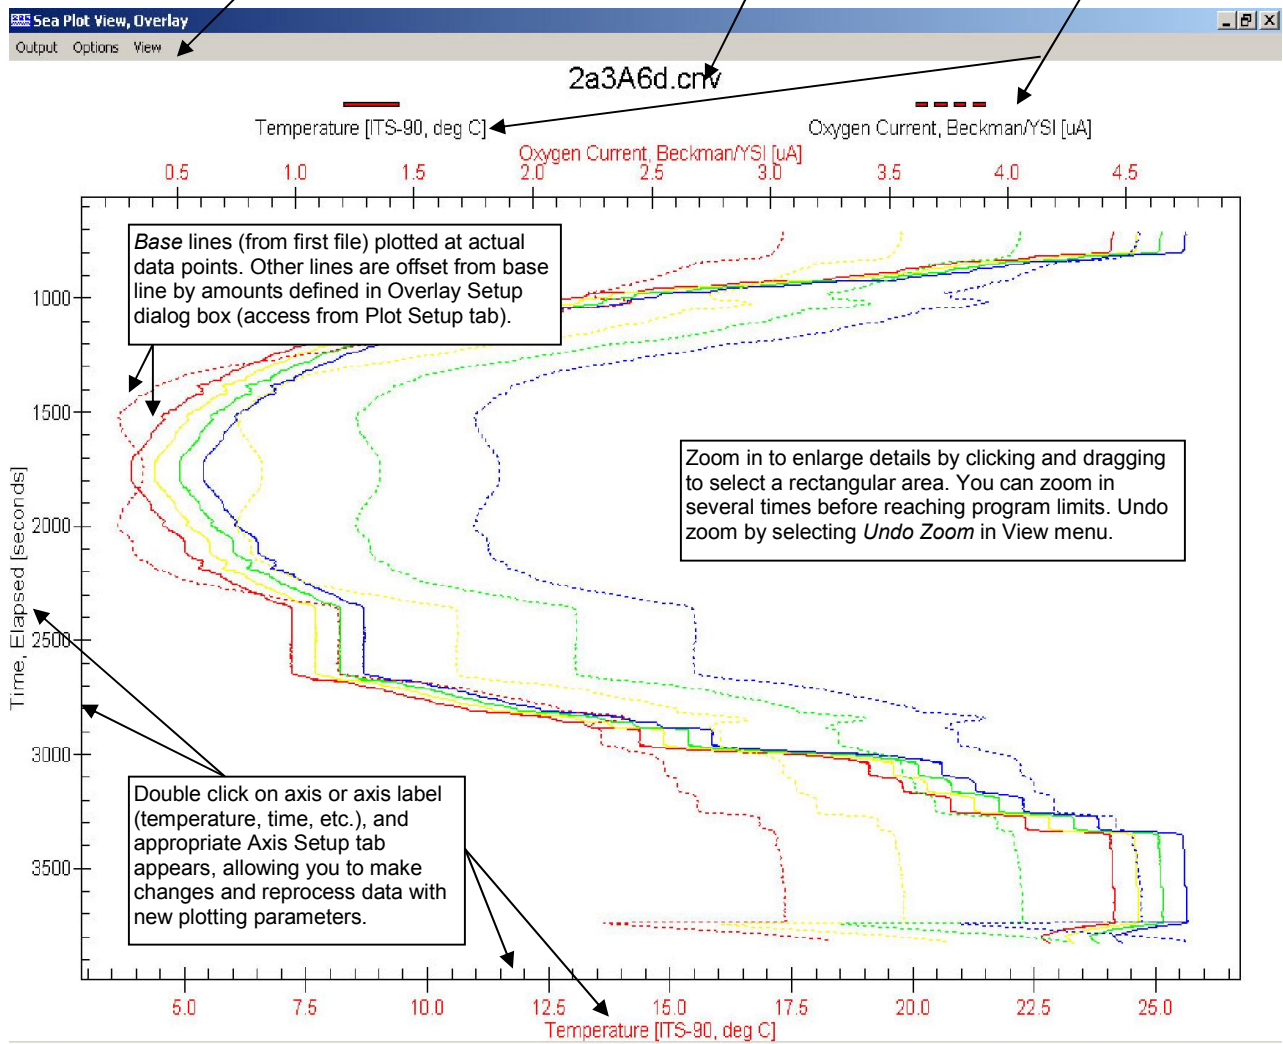 Sea Plot View, Overlay
Output Options View
2a3A6d.cnv
Temperature [ITS-90, deg C]
Oxygen Current, Beckman/YSI [uA]
Oxygen Current, Beckman/YSI [uA]
0.5 1.0 1.5 2.0 2.5 3.0 3.5 4.0 4.5
Base lines (from first file) plotted at actual
data points. Other lines are offset from base
line by amounts defined in Overlay Setup
dialog box (access from Plot Setup tab).
1000
1500
2000
2500
3000
3500
Time, Elapsed [seconds]
Zoom in to enlarge details by clicking and dragging
to select a rectangular area. You can zoom in
several times before reaching program limits. Undo
zoom by selecting Undo Zoom in View menu.
Double click on axis or axis label
(temperature, time, etc.), and
appropriate Axis Setup tab
appears, allowing you to make
changes and reprocess data with
new plotting parameters.
5.0 7.5 10.0 12.5 15.0 17.5 20.0 22.5 25.0
Temperature [ITS-90, deg C]